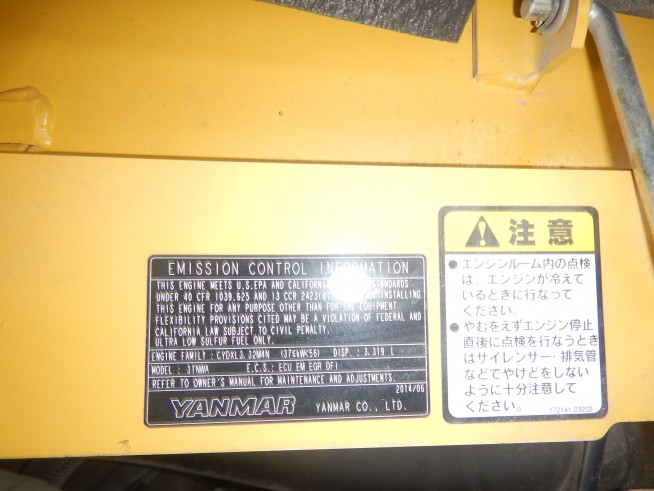 EMISSION CONTROL INFORMATION
THIS ENGINE MEETS U.S.EPA AND CALIFORNIA STANDARDS
UNDER 40 CFR 1039.625 AND 13 CCR
THIS ENGINE FOR ANY PURPOSE OTHER THAN FOR THE EQUIPMENT
FLEXIBILITY PROVISIONS CITED MAY BE A VIOLATION OF FEDERAL AND
CALIFORNIA LAW SUBJECT TO CIVIL PENALTY.
ULTRA LOW SULFUR FUEL ONLY.
ENGINE FAMILY : (37≤kW<56) DISP. : 3.319 L
MODEL : E.C.S. : ECU EM EGR DFI
REFER TO OWNER'S MANUAL FOR MAINTENANCE AND ADJUSTMENTS.
2014/06
YANMAR YANMAR CO., LTD.
注意
● エンジンルーム内の点検
は、エンジンが冷えて
いるときに行なって
ください。
● やむをえずエンジン停止
直後に点検を行なうとき
はサイレンサー・排気管
などでやけどをしない
ように十分注意して
ください。
172141-03202